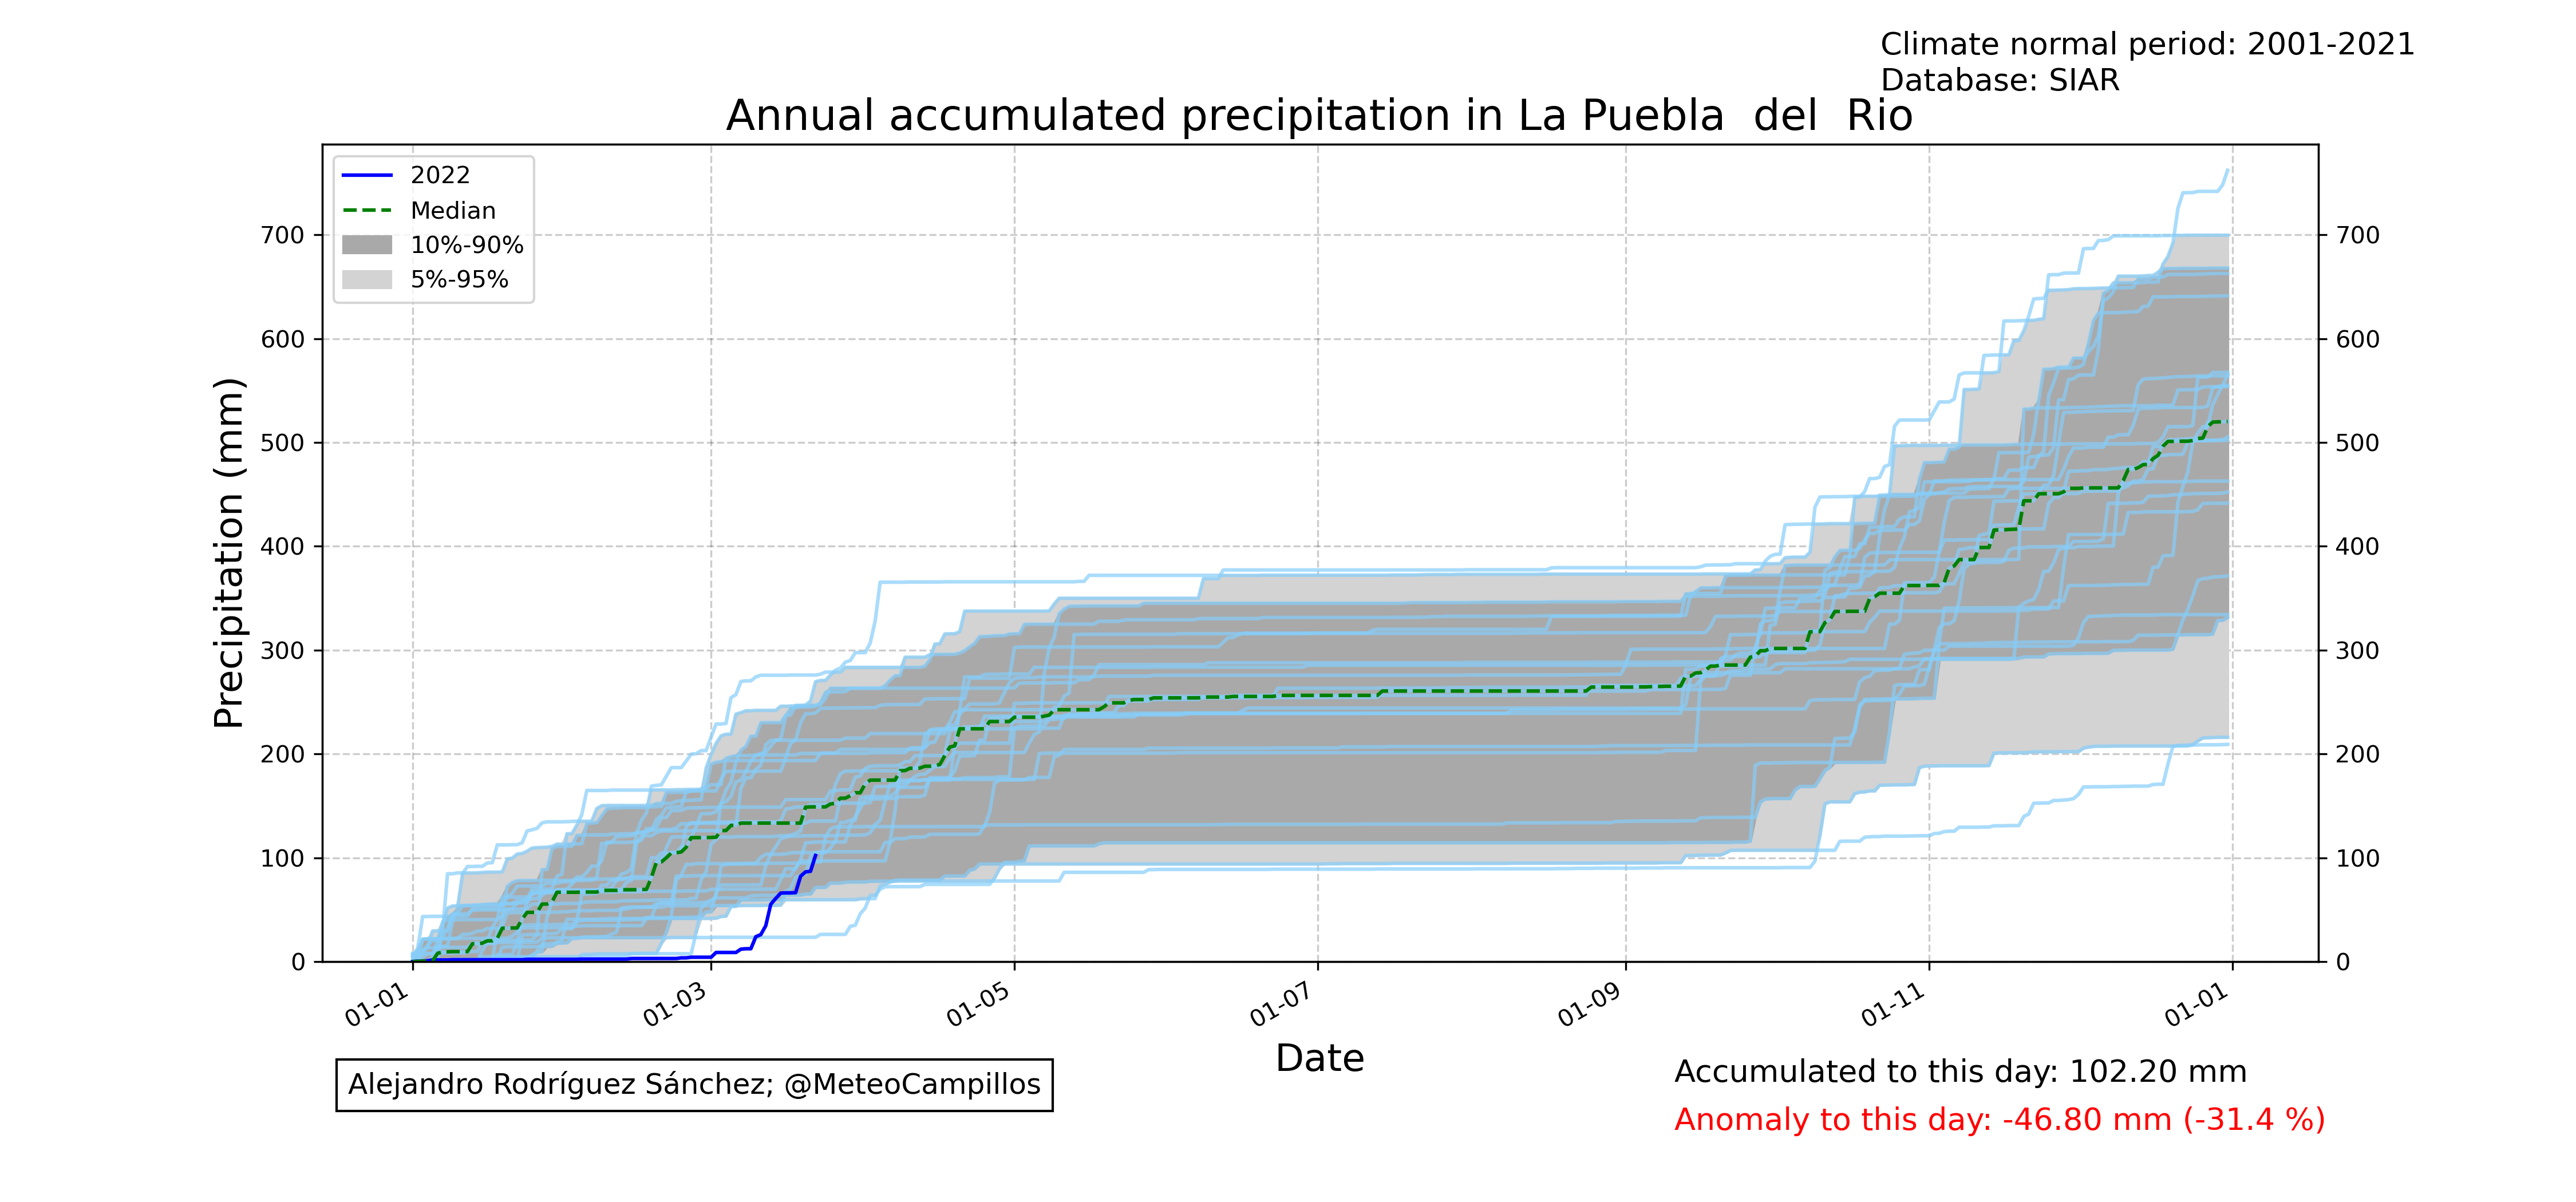 Climate normal period: 2001-2021
Database: SIAR
Annual accumulated precipitation in La Puebla  del  Rio
2022
Median
10%-90%
5%-95%
Precipitation (mm)
700
600
500
400
300
200
100
0
700
600
500
400
300
200
100
0
01-01
01-03
01-05
01-07
01-09
01-11
01-01
Date
Alejandro Rodríguez Sánchez; @MeteoCampillos
Accumulated to this day: 102.20 mm
Anomaly to this day: -46.80 mm (-31.4 %)